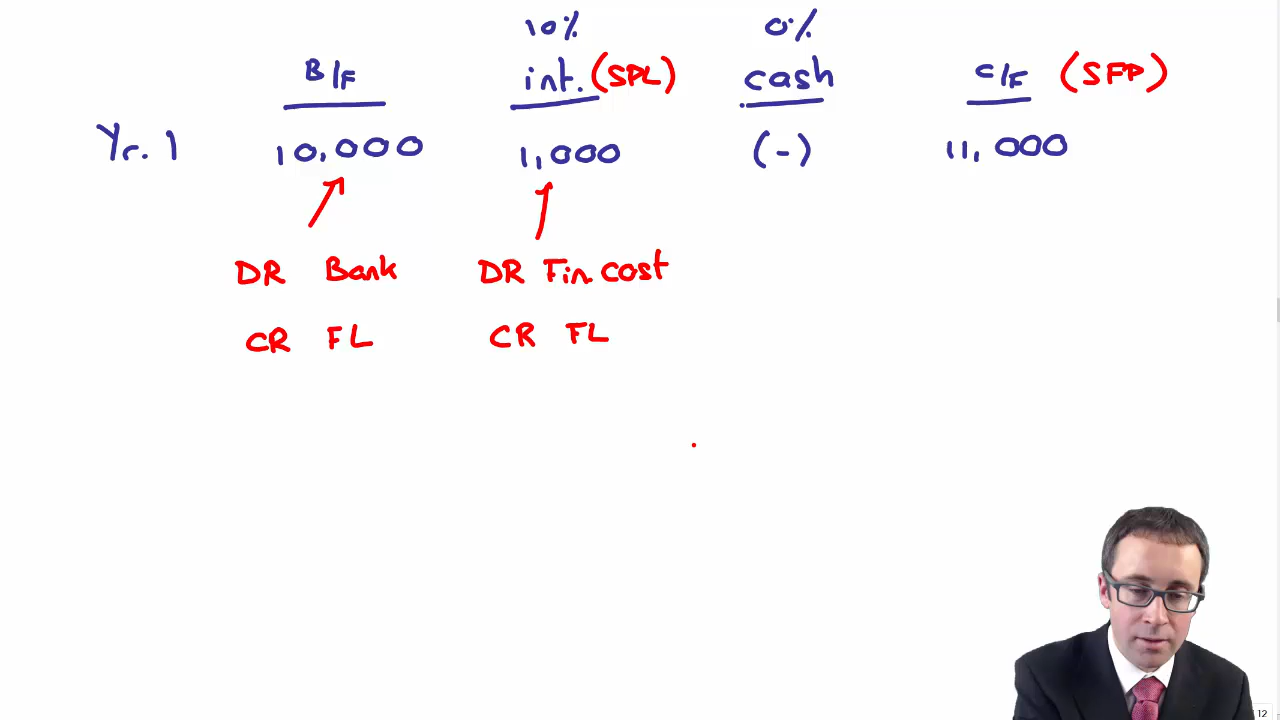 10% 0%
B/F int. (SPL) cash C/F (SFP)
Yr. 1 10,000 1,000 (-) 11,000
DR Bank DR Fin cost
CR FL CR FL
12